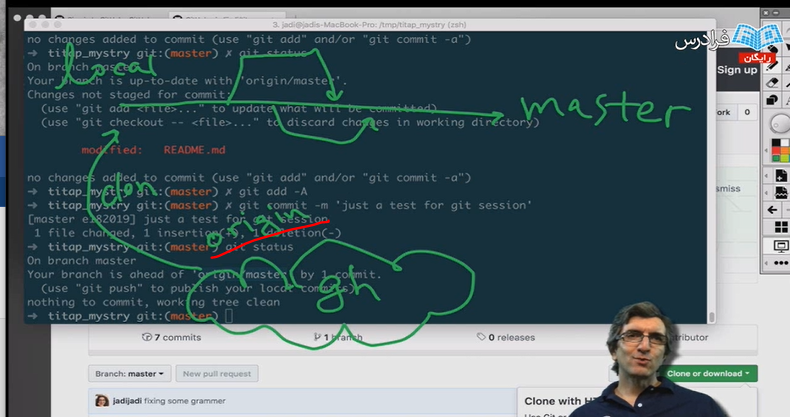 3. jadi@jadis-MacBook-Pro: /tmp/titap_mystry (zsh)
no changes added to commit (use "git add" and/or "git commit -a")
➜ titap_mystry git:(master) ✗ git status
On branch master
Your branch is up-to-date with 'origin/master'.
Changes not staged for commit:
(use "git add <file>..." to update what will be committed)
(use "git checkout -- <file>..." to discard changes in working directory)
modified: README.md
no changes added to commit (use "git add" and/or "git commit -a")
➜ titap_mystry git:(master) ✗ git add -A
➜ titap_mystry git:(master) ✗ git commit -m 'just a test for git session'
[master e182019] just a test for git session
1 file changed, 1 insertion(+), 1 deletion(-)
➜ titap_mystry git:(master) git status
On branch master
Your branch is ahead of 'origin/master' by 1 commit.
(use "git push" to publish your local commits)
nothing to commit, working tree clean
➜ titap_mystry git:(master)
local
master
origin
gh
فرادرس
رایگان
Sign up
0
7 commits
1 branch
0 releases
Branch: master
New pull request
Clone or download
jadijadi fixing some grammer
Clone with